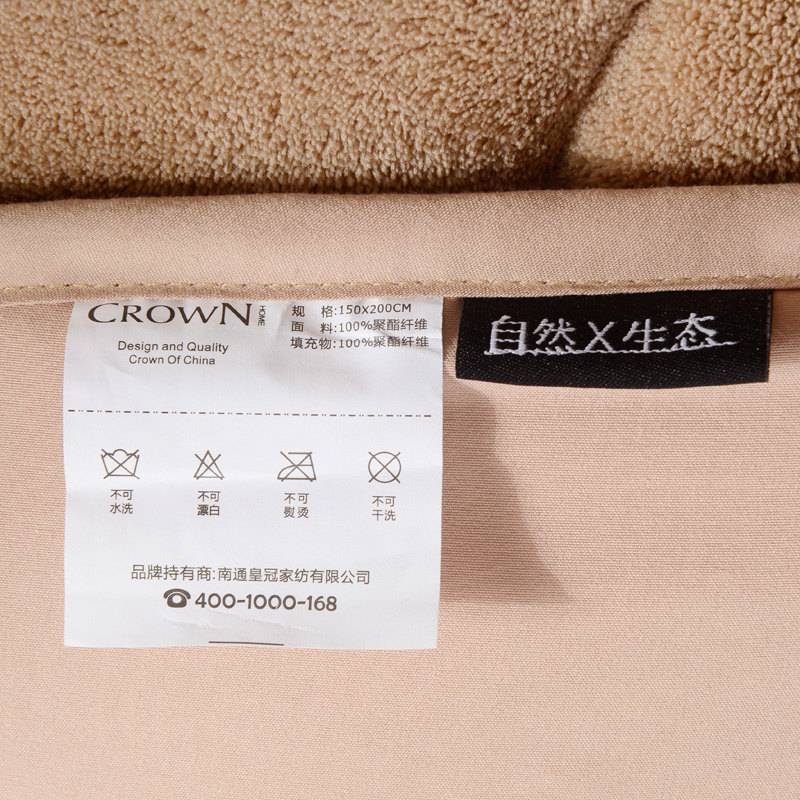 CROWN HOME
Design and Quality
Crown Of China
规 格:150X200CM
面 料:100%聚酯纤维
填充物:100%聚酯纤维
自然X生态
不可 不可 不可 不可
水洗 漂白 熨烫 干洗
品牌持有商:南通皇冠家纺有限公司
☎400-1000-168